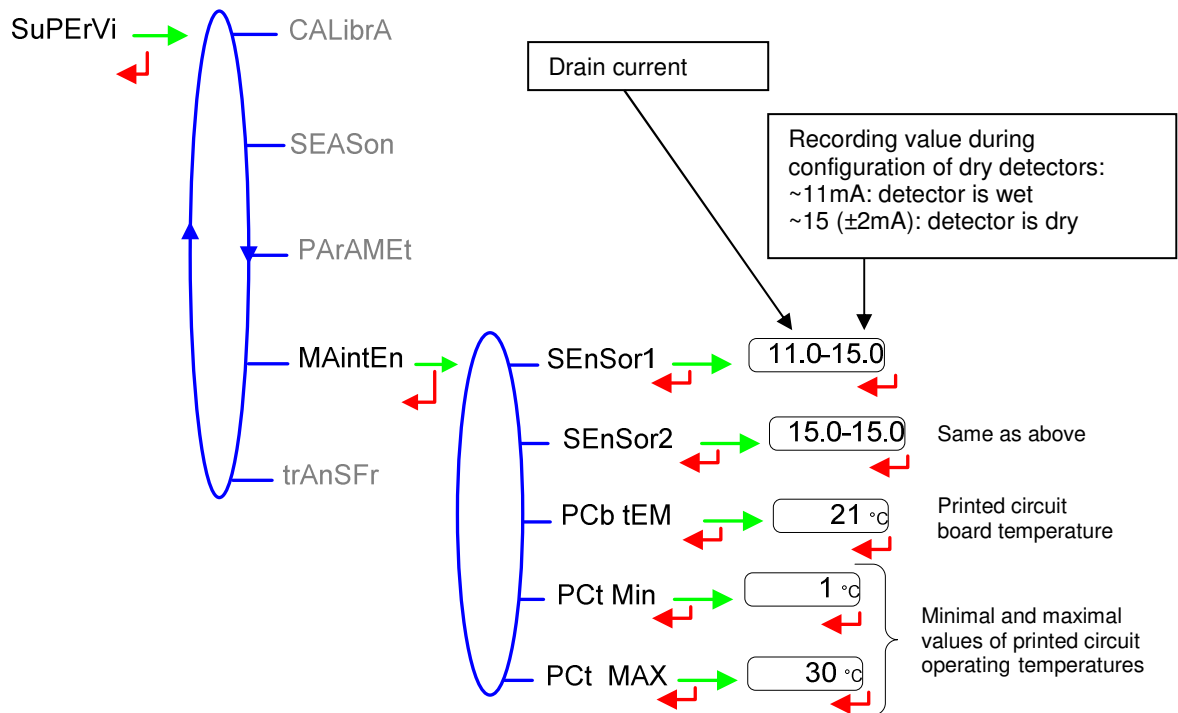 SuPErVi
CALibrA
Drain current
Recording value during
configuration of dry detectors:
~11mA: detector is wet
~15 (±2mA): detector is dry
SEASon
PArAMEt
MAintEn
SEnSor1
11.0-15.0
SEnSor2
15.0-15.0
Same as above
trAnSFr
PCb tEM
21 °C
Printed circuit
board temperature
PCt Min
1 °C
Minimal and maximal
values of printed circuit
operating temperatures
PCt MAX
30 °C